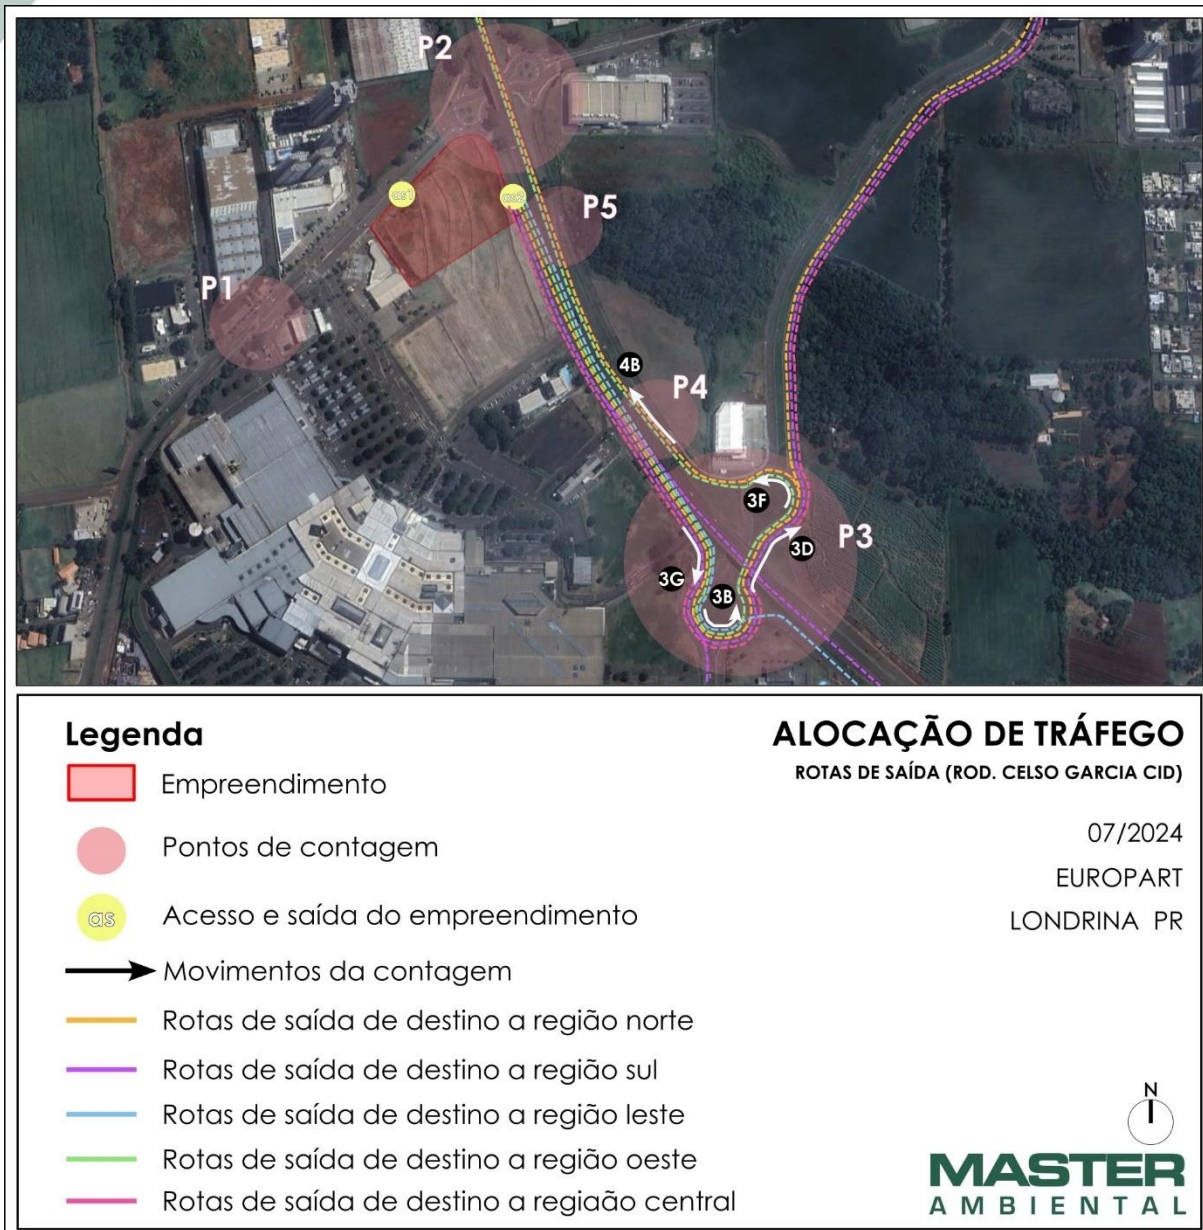 P2
as1
as2
P5
P1
4B
P4
3F
P3
3D
3G
3B
Legenda
Empreendimento
Pontos de contagem
as
Acesso e saída do empreendimento
Movimentos da contagem
Rotas de saída de destino a região norte
Rotas de saída de destino a região sul
Rotas de saída de destino a região leste
Rotas de saída de destino a região oeste
Rotas de saída de destino a regiaão central
ALOCAÇÃO DE TRÁFEGO
ROTAS DE SAÍDA (ROD. CELSO GARCIA CID)
07/2024
EUROPART
LONDRINA PR
N
MASTER
AMBIENTAL